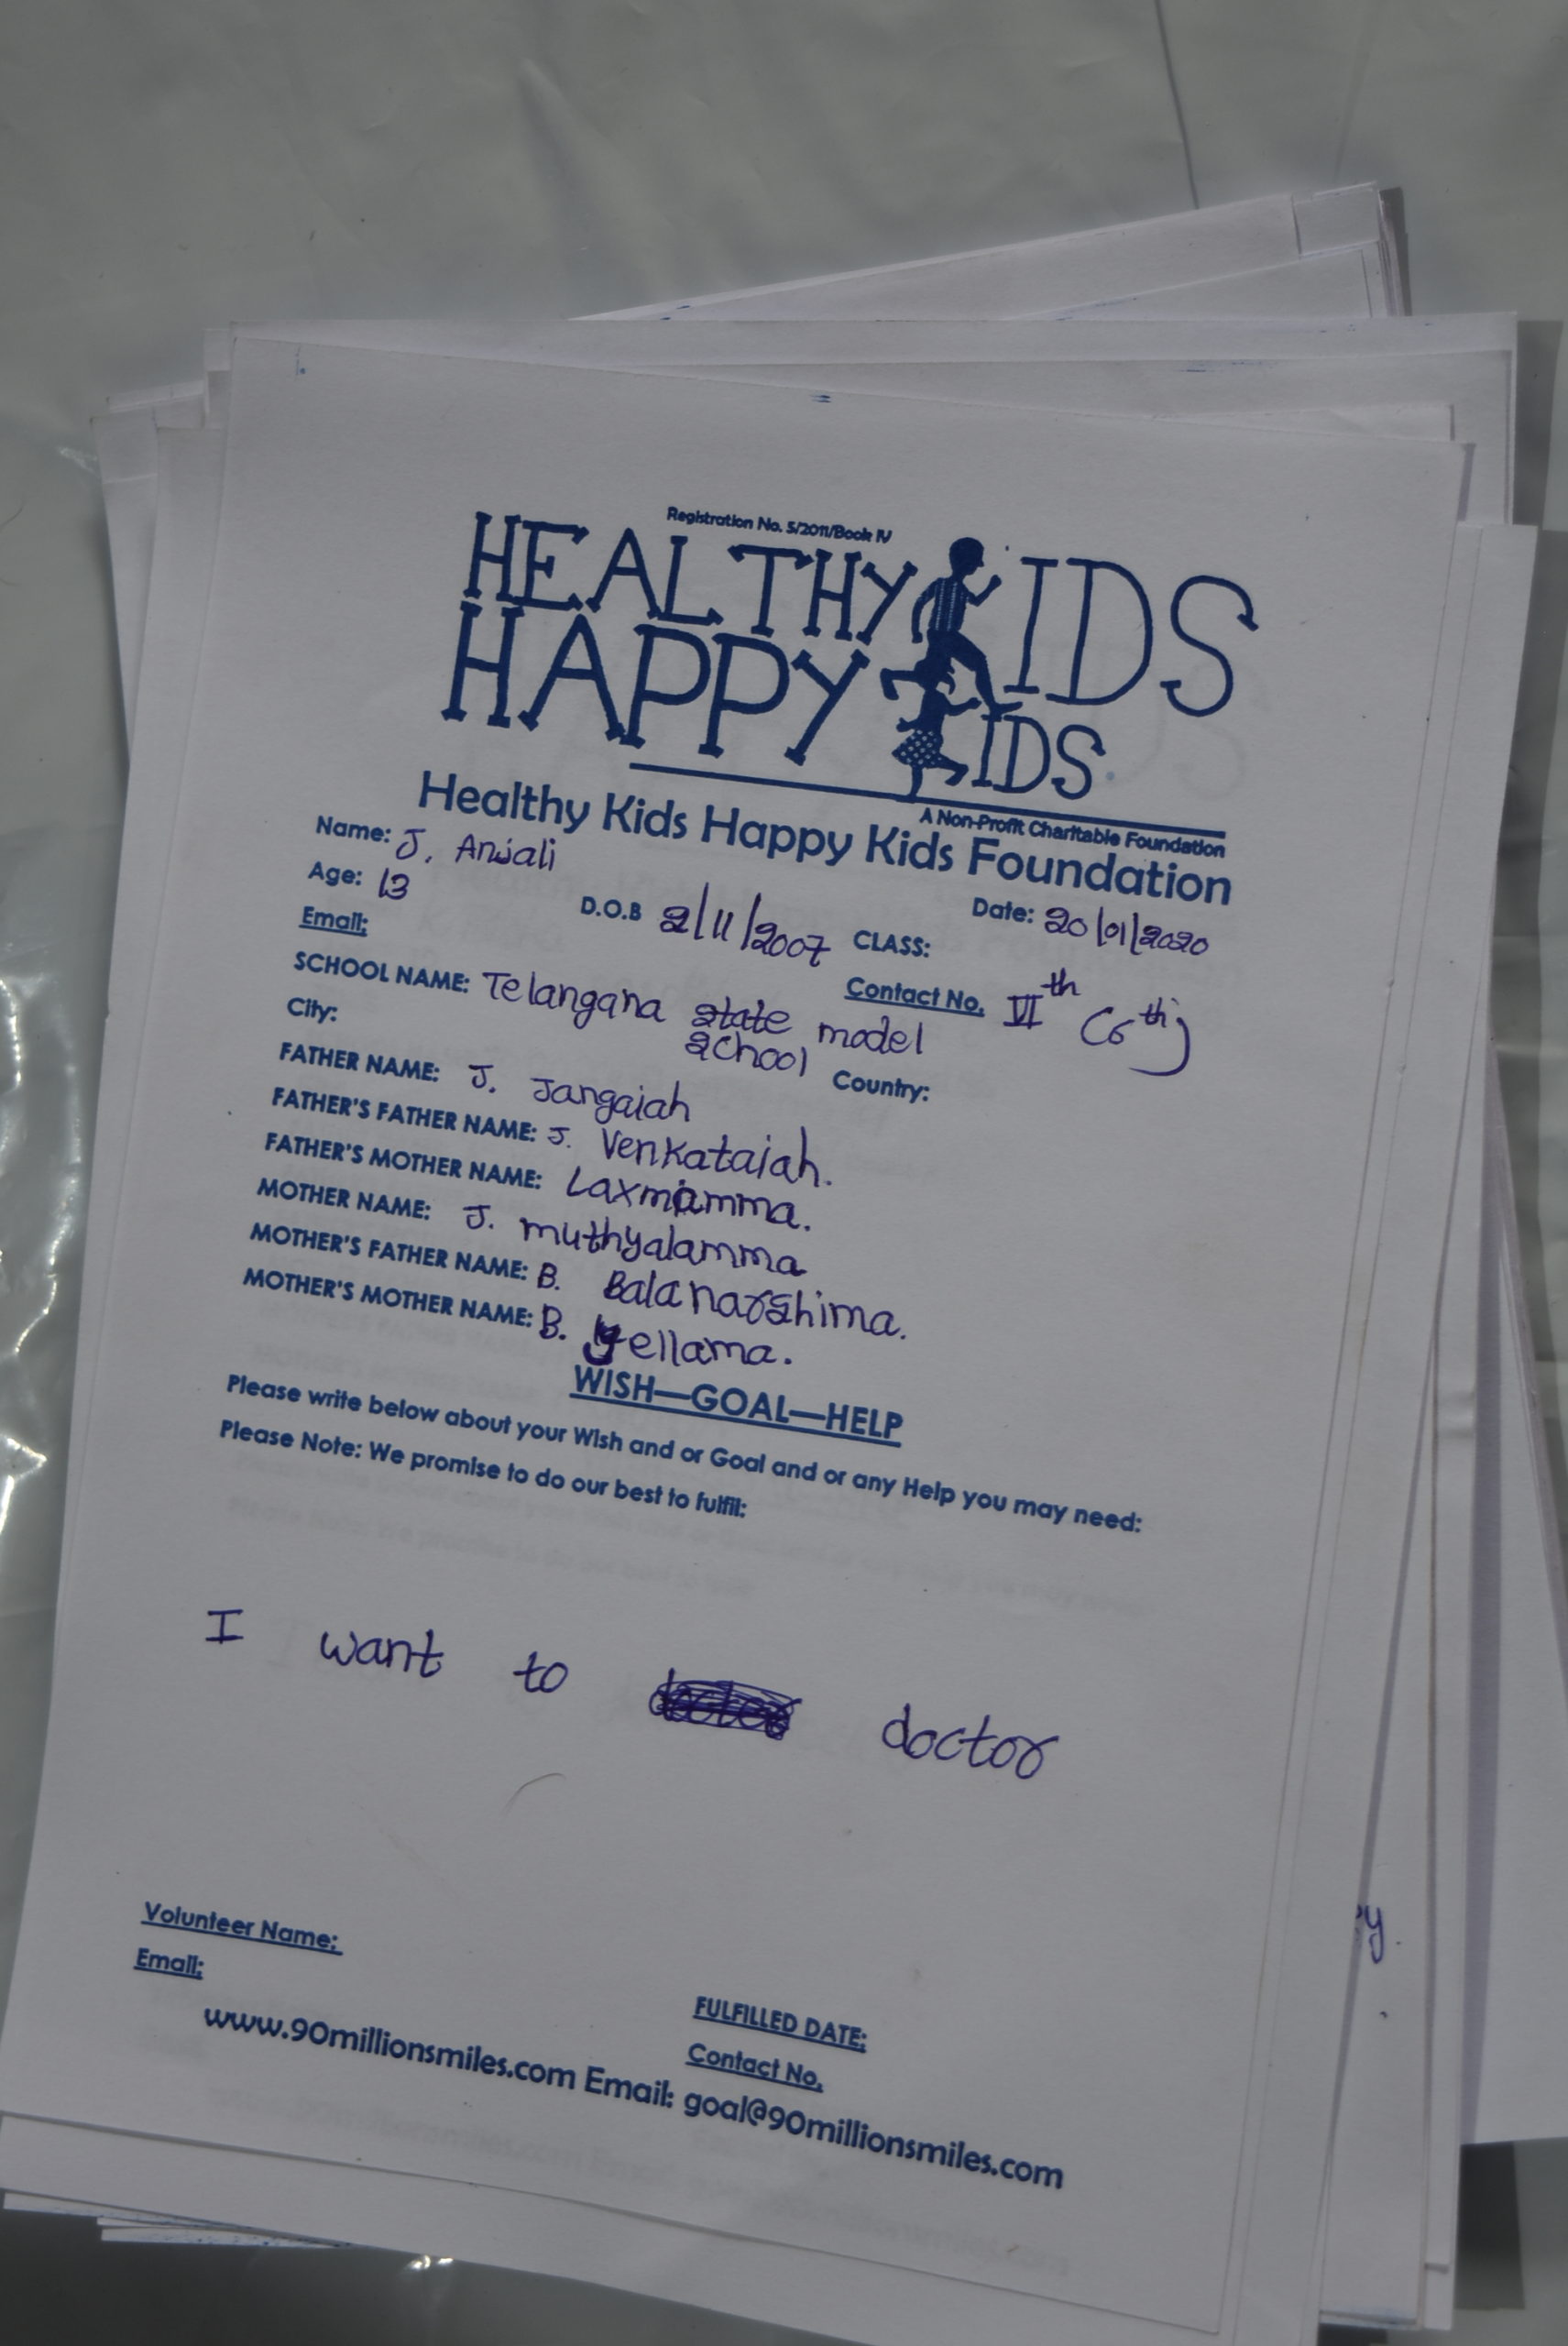 Registration No. 5/2011/Book IV
HEALTHY KIDS
HAPPY KIDS
A Non-Profit Charitable Foundation
Healthy Kids Happy Kids Foundation
Name: J. Anjali
Date: 20/01/2020
Age: 13 D.O.B 2/11/2007 CLASS: VIth (6th)
Email: Contact No.
SCHOOL NAME: Telangana state model
school
City: Country:
FATHER NAME: J. Jangaiah
FATHER'S FATHER NAME: J. Venkataiah.
FATHER'S MOTHER NAME: Laxmamma.
MOTHER NAME: J. muthyalamma
MOTHER'S FATHER NAME: B. Balanarshima.
MOTHER'S MOTHER NAME: B. yellama.
WISH—GOAL—HELP
Please write below about your Wish and or Goal and or any Help you may need:
Please Note: We promise to do our best to fulfil:
I want to doctor
Volunteer Name: FULFILLED DATE:
Email: Contact No.
www.90millionsmiles.com Email: goal@90millionsmiles.com